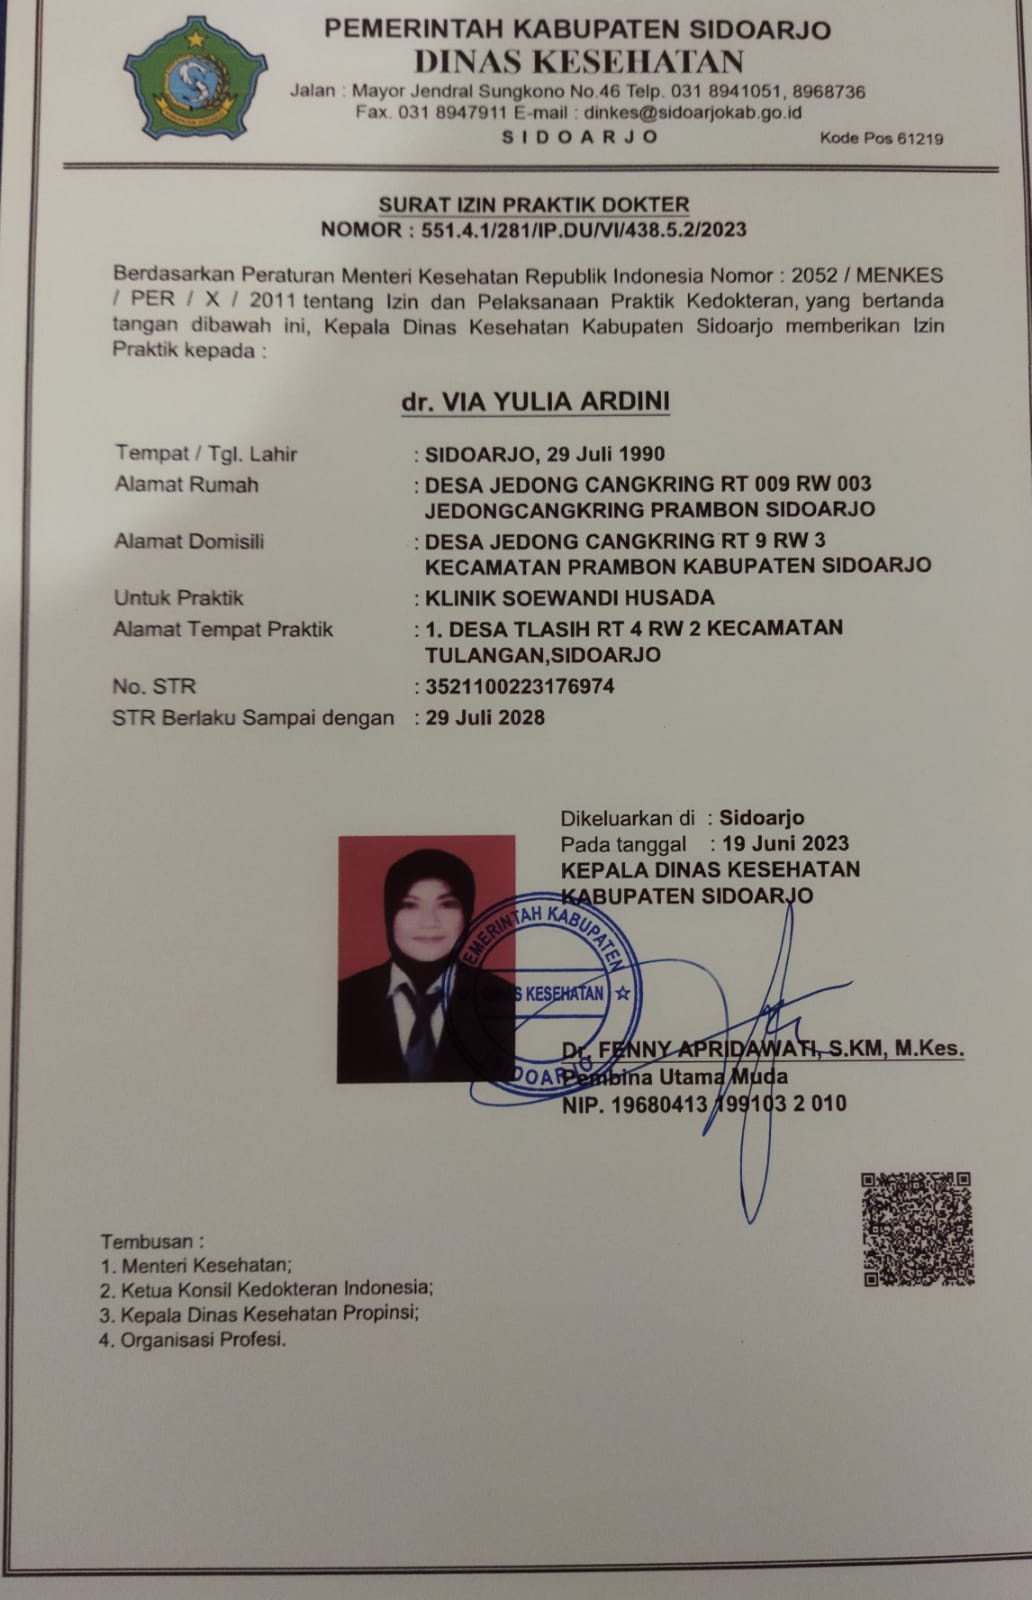 PEMERINTAH KABUPATEN SIDOARJO
DINAS KESEHATAN
Jalan : Mayor Jendral Sungkono No.46 Telp. 031 8941051, 8968736
Fax. 031 8947911 E-mail : dinkes@sidoarjokab.go.id
SIDOARJO
Kode Pos 61219
SURAT IZIN PRAKTIK DOKTER
NOMOR : 551.4.1/281/IP.DU/VI/438.5.2/2023
Berdasarkan Peraturan Menteri Kesehatan Republik Indonesia Nomor : 2052 / MENKES
/ PER / X / 2011 tentang Izin dan Pelaksanaan Praktik Kedokteran, yang bertanda
tangan dibawah ini, Kepala Dinas Kesehatan Kabupaten Sidoarjo memberikan Izin
Praktik kepada :
dr. VIA YULIA ARDINI
Tempat / Tgl. Lahir : SIDOARJO, 29 Juli 1990
Alamat Rumah : DESA JEDONG CANGKRING RT 009 RW 003
JEDONGCANGKRING PRAMBON SIDOARJO
Alamat Domisili : DESA JEDONG CANGKRING RT 9 RW 3
KECAMATAN PRAMBON KABUPATEN SIDOARJO
Untuk Praktik : KLINIK SOEWANDI HUSADA
Alamat Tempat Praktik : 1. DESA TLASIH RT 4 RW 2 KECAMATAN
TULANGAN,SIDOARJO
No. STR : 3521100223176974
STR Berlaku Sampai dengan : 29 Juli 2028
Dikeluarkan di : Sidoarjo
Pada tanggal : 19 Juni 2023
KEPALA DINAS KESEHATAN
KABUPATEN SIDOARJO
PEMERINTAH KABUPATEN
DINAS KESEHATAN
SIDOARJO
Dr. FENNY APRIDAWATI, S.KM, M.Kes.
Pembina Utama Muda
NIP. 19680413 199103 2 010
Tembusan :
1. Menteri Kesehatan;
2. Ketua Konsil Kedokteran Indonesia;
3. Kepala Dinas Kesehatan Propinsi;
4. Organisasi Profesi.